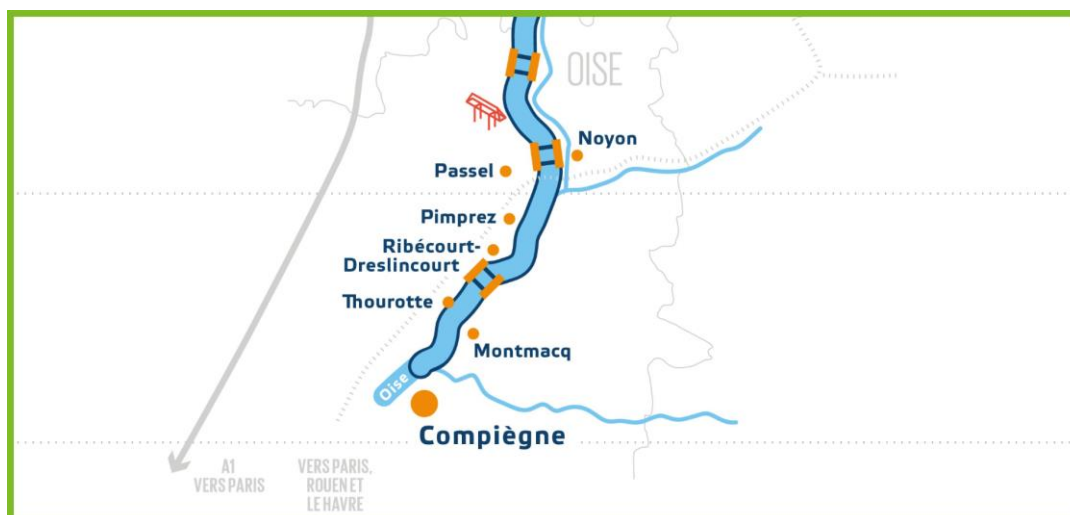 OISE
Noyon
Passel
Pimprez
Ribécourt-
Dreslincourt
Thourotte
Montmacq
Oise
Compiègne
A1
VERS PARIS
VERS PARIS,
ROUEN ET
LE HAVRE